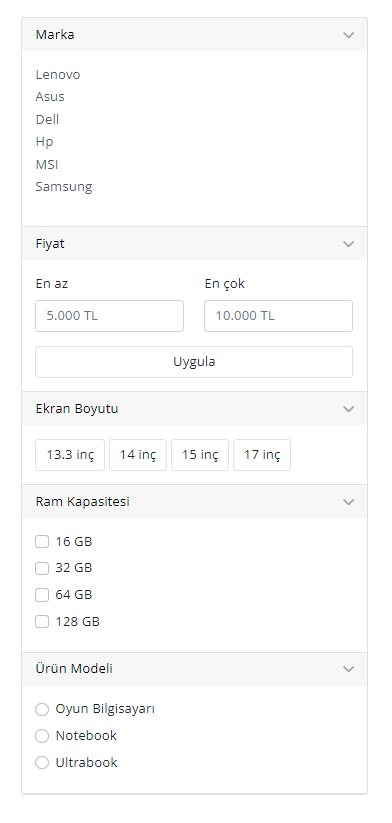 Marka
Lenovo
Asus
Dell
Hp
MSI
Samsung
Fiyat
En az En çok
5.000 TL 10.000 TL
Uygula
Ekran Boyutu
13.3 inç 14 inç 15 inç 17 inç
Ram Kapasitesi
16 GB
32 GB
64 GB
128 GB
Ürün Modeli
Oyun Bilgisayarı
Notebook
Ultrabook